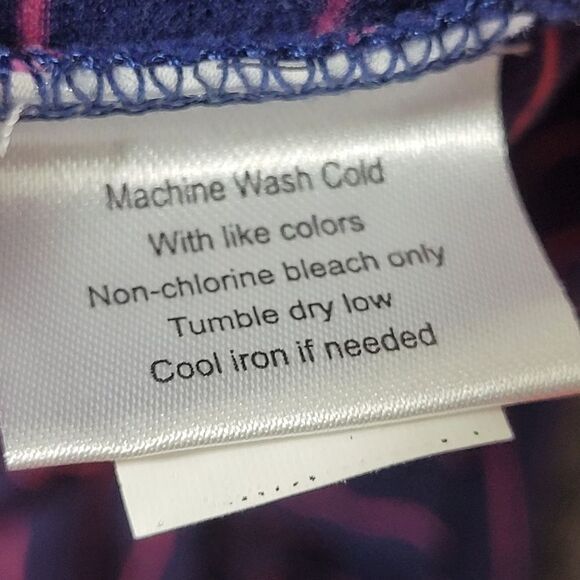 Machine Wash Cold
With like colors
Non-chlorine bleach only
Tumble dry low
Cool iron if needed